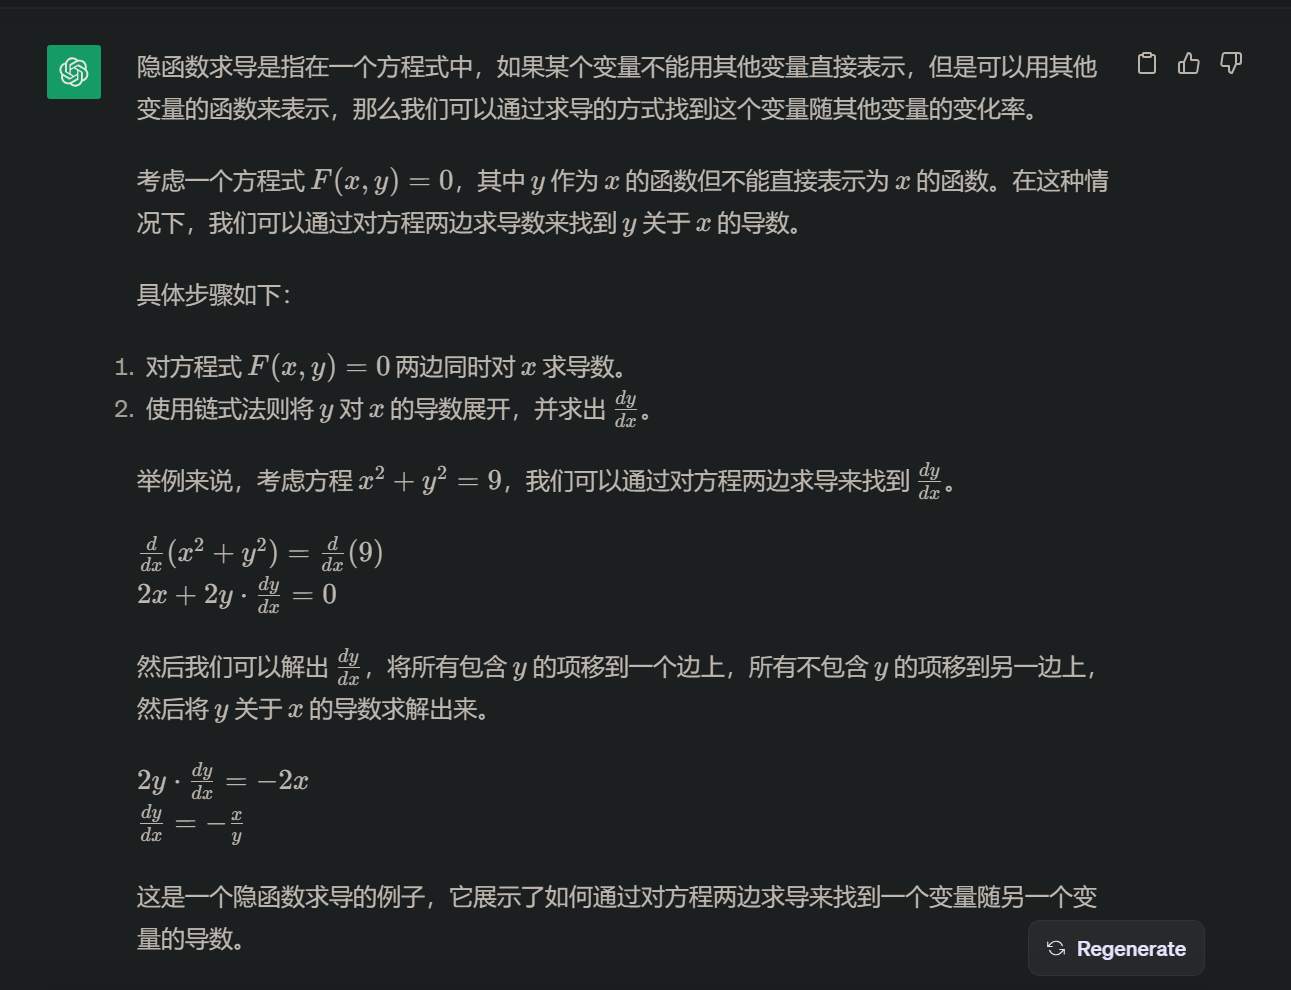 隐函数求导是指在一个方程式中，如果某个变量不能用其他变量直接表示，但是可以用其他
变量的函数来表示，那么我们可以通过求导的方式找到这个变量随其他变量的变化率。
考虑一个方程式 F(x, y) = 0，其中 y 作为 x 的函数但不能直接表示为 x 的函数。在这种情
况下，我们可以通过对方程两边求导数来找到 y 关于 x 的导数。
具体步骤如下：
1. 对方程式 F(x, y) = 0 两边同时对 x 求导数。
2. 使用链式法则将 y 对 x 的导数展开，并求出 dy/dx。
举例来说，考虑方程 x² + y² = 9，我们可以通过对方程两边求导来找到 dy/dx。
d/dx(x² + y²) = d/dx(9)
2x + 2y · dy/dx = 0
然后我们可以解出 dy/dx，将所有包含 y 的项移到一个边上，所有不包含 y 的项移到另一边上，
然后将 y 关于 x 的导数求解出来。
2y · dy/dx = −2x
dy/dx = −x/y
这是一个隐函数求导的例子，它展示了如何通过对方程两边求导来找到一个变量随另一个变
量的导数。
Regenerate